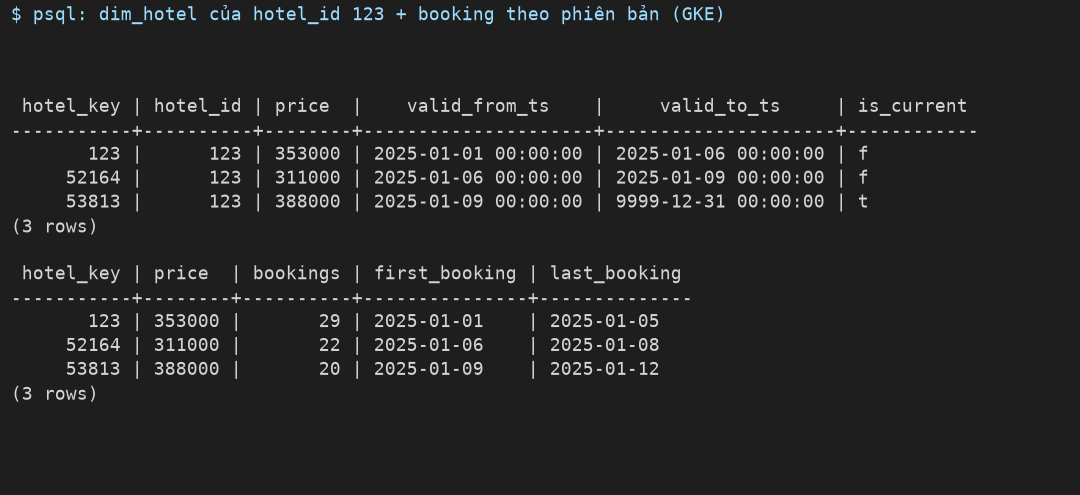 $ psql: dim_hotel của hotel_id 123 + booking theo phiên bản (GKE)
 hotel_key | hotel_id | price  |    valid_from_ts    |     valid_to_ts     | is_current
-----------+----------+--------+---------------------+---------------------+------------
       123 |      123 | 353000 | 2025-01-01 00:00:00 | 2025-01-06 00:00:00 | f
     52164 |      123 | 311000 | 2025-01-06 00:00:00 | 2025-01-09 00:00:00 | f
     53813 |      123 | 388000 | 2025-01-09 00:00:00 | 9999-12-31 00:00:00 | t
(3 rows)
 hotel_key | price  | bookings | first_booking | last_booking
-----------+--------+----------+---------------+--------------
       123 | 353000 |       29 | 2025-01-01    | 2025-01-05
     52164 | 311000 |       22 | 2025-01-06    | 2025-01-08
     53813 | 388000 |       20 | 2025-01-09    | 2025-01-12
(3 rows)